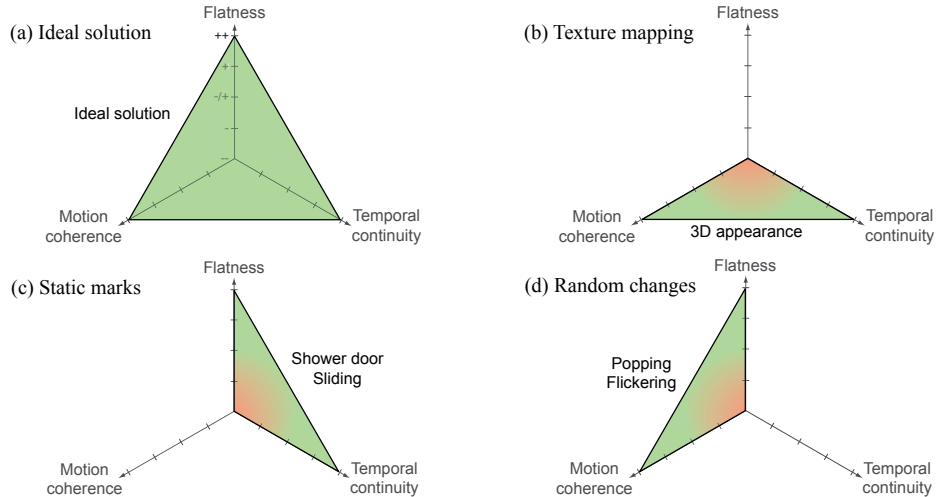 (a) Ideal solution
Flatness
++
+
-/+
-
--
Ideal solution
Motion
coherence
Temporal
continuity
(b) Texture mapping
Flatness
Motion
coherence
3D appearance
Temporal
continuity
(c) Static marks
Flatness
Shower door
Sliding
Motion
coherence
Temporal
continuity
(d) Random changes
Flatness
Popping
Flickering
Motion
coherence
Temporal
continuity